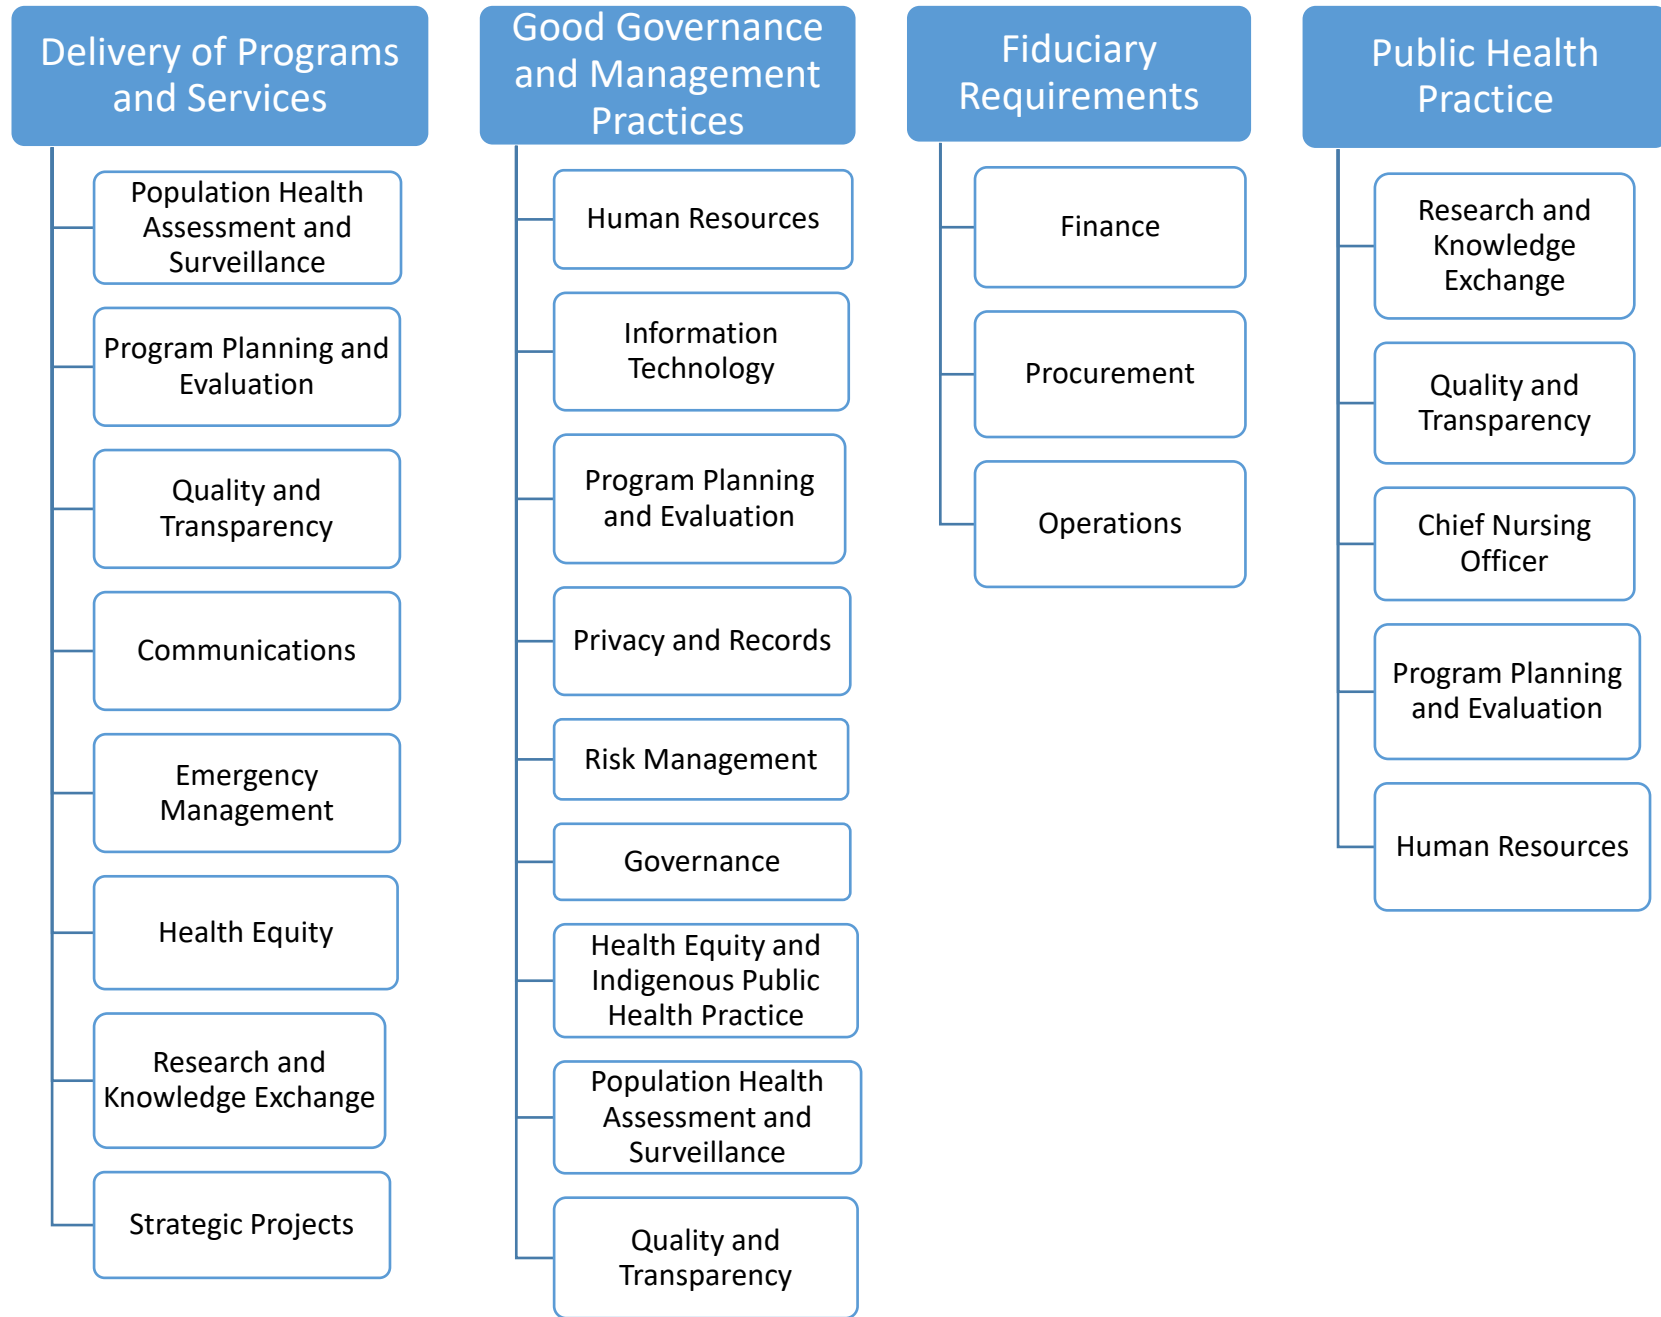 Delivery of Programs
and Services
Population Health
Assessment and
Surveillance
Program Planning and
Evaluation
Quality and
Transparency
Communications
Emergency
Management
Health Equity
Research and
Knowledge Exchange
Strategic Projects
Good Governance
and Management
Practices
Human Resources
Information
Technology
Program Planning
and Evaluation
Privacy and Records
Risk Management
Governance
Health Equity and
Indigenous Public
Health Practice
Population Health
Assessment and
Surveillance
Quality and
Transparency
Fiduciary
Requirements
Finance
Procurement
Operations
Public Health
Practice
Research and
Knowledge
Exchange
Quality and
Transparency
Chief Nursing
Officer
Program Planning
and Evaluation
Human Resources